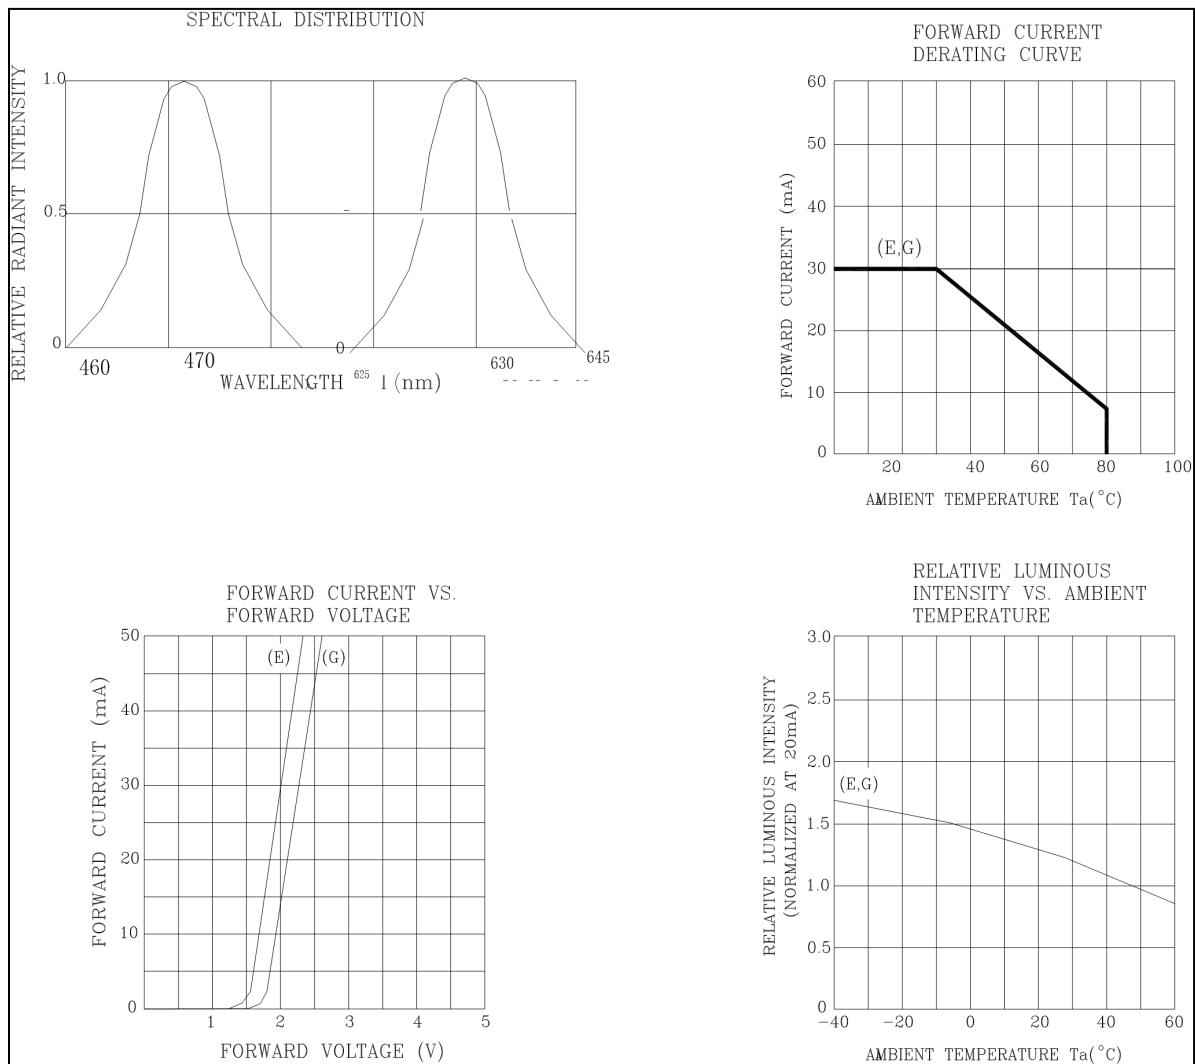 SPECTRAL DISTRIBUTION
RELATIVE RADIANT INTENSITY
1.0
0.5
0
0
460
470
625
630
645
WAVELENGTH l (nm)
FORWARD CURRENT
DERATING CURVE
FORWARD CURRENT (mA)
60
50
40
30
20
10
0
(E,G)
20
40
60
80
100
AMBIENT TEMPERATURE Ta(°C)
FORWARD CURRENT VS.
FORWARD VOLTAGE
FORWARD CURRENT (mA)
50
40
30
20
10
0
(E)
(G)
1
2
3
4
5
FORWARD VOLTAGE (V)
RELATIVE LUMINOUS
INTENSITY VS. AMBIENT
TEMPERATURE
RELATIVE LUMINOUS INTENSITY
(NORMALIZED AT 20mA)
3.0
2.5
2.0
1.5
1.0
0.5
0
(E,G)
-40
-20
0
20
40
60
AMBIENT TEMPERATURE Ta(°C)